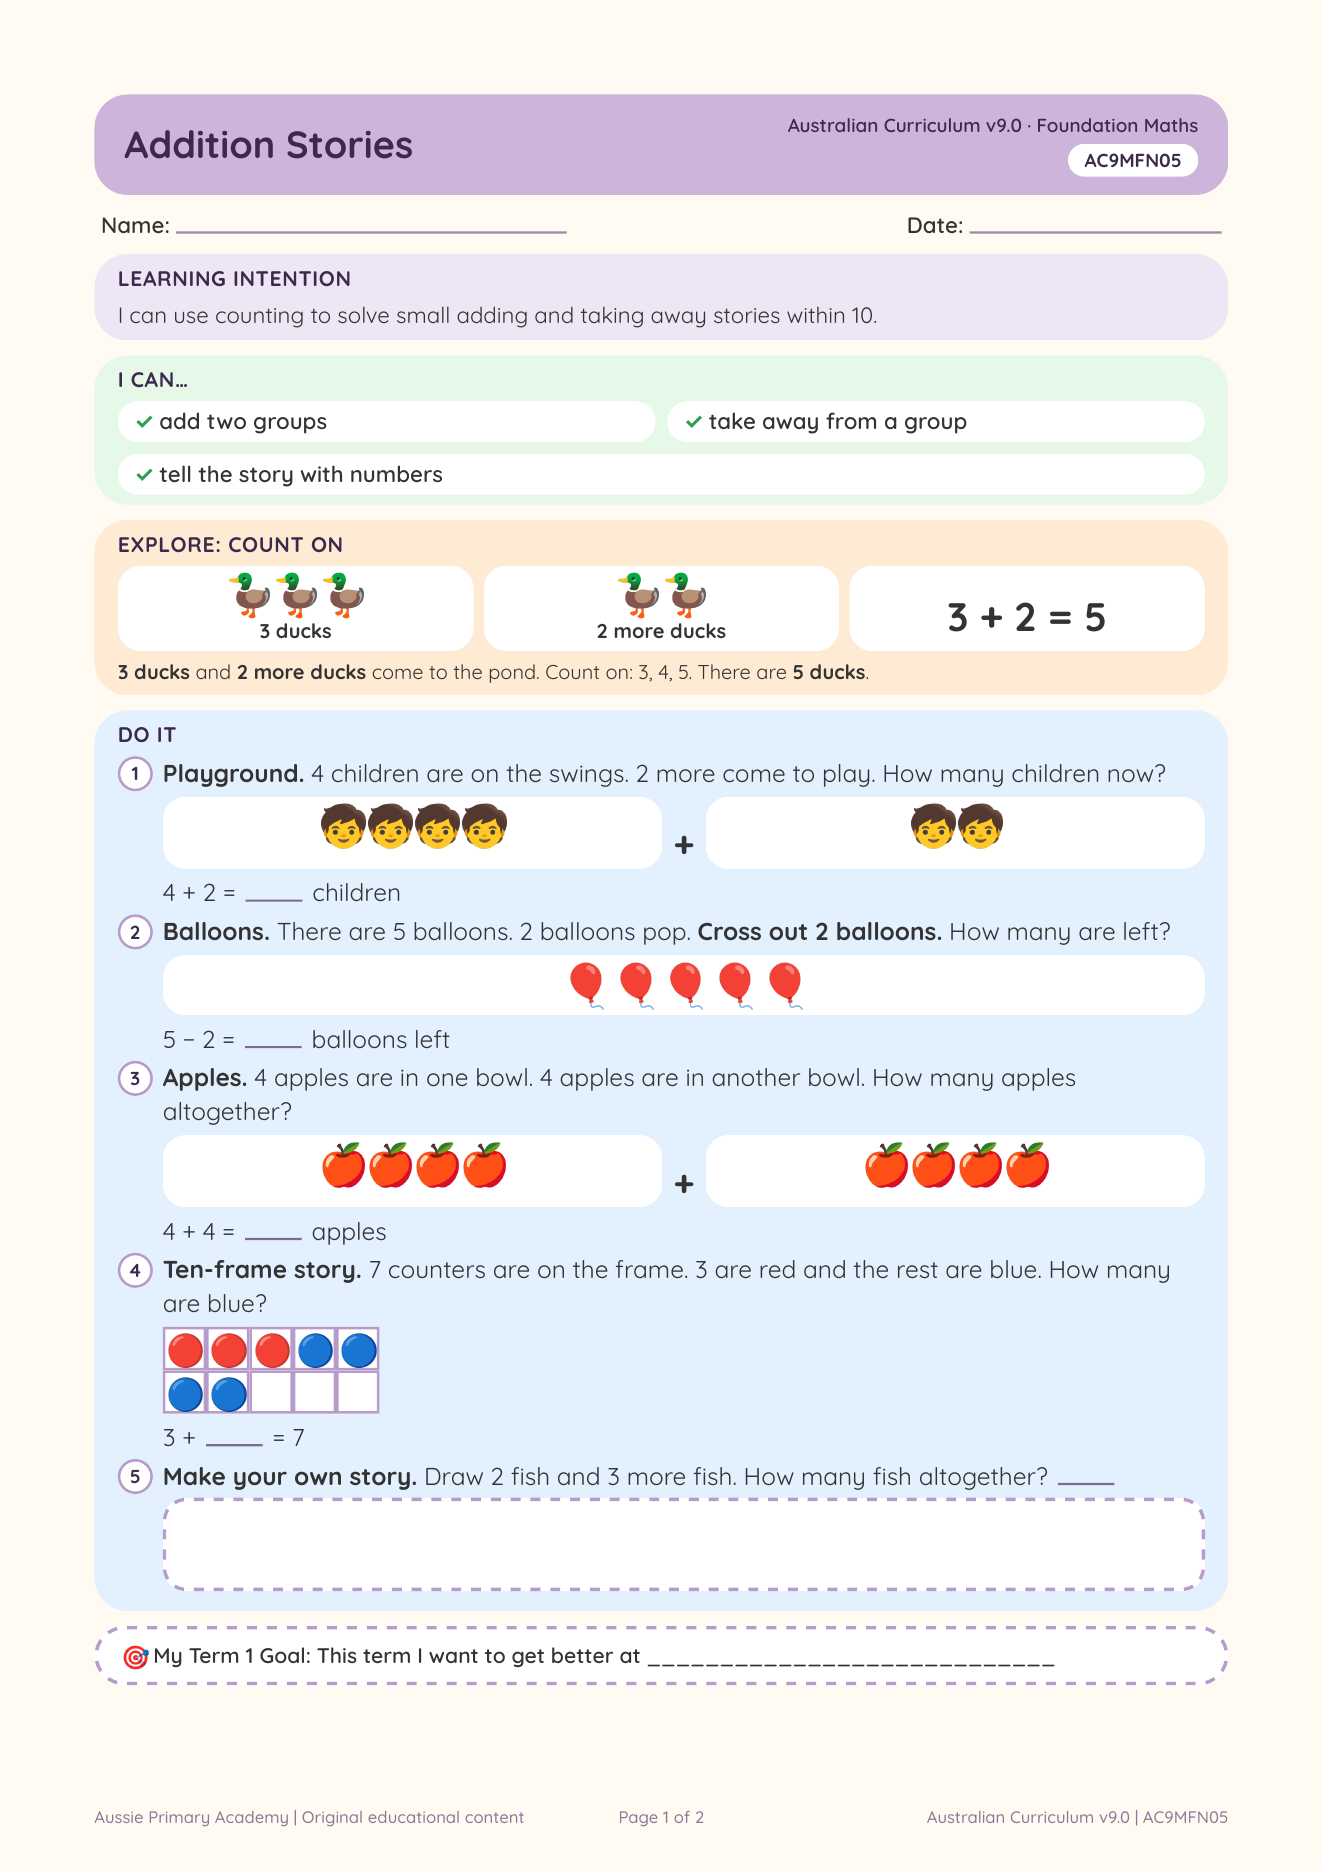 Addition Stories
Australian Curriculum v9.0 · Foundation Maths
AC9MFN05
Name: Date:
LEARNING INTENTION
I can use counting to solve small adding and taking away stories within 10.
I CAN…
✓ add two groups
✓ take away from a group
✓ tell the story with numbers
EXPLORE: COUNT ON
3 ducks
2 more ducks
3 + 2 = 5
3 ducks and 2 more ducks come to the pond. Count on: 3, 4, 5. There are 5 ducks.
DO IT
1 Playground. 4 children are on the swings. 2 more come to play. How many children now?
+
4 + 2 = ____ children
2 Balloons. There are 5 balloons. 2 balloons pop. Cross out 2 balloons. How many are left?
5 − 2 = ____ balloons left
3 Apples. 4 apples are in one bowl. 4 apples are in another bowl. How many apples
altogether?
+
4 + 4 = ____ apples
4 Ten-frame story. 7 counters are on the frame. 3 are red and the rest are blue. How many
are blue?
3 + ____ = 7
5 Make your own story. Draw 2 fish and 3 more fish. How many fish altogether? ____
My Term 1 Goal: This term I want to get better at ____________________________
Aussie Primary Academy | Original educational content
Page 1 of 2
Australian Curriculum v9.0 | AC9MFN05